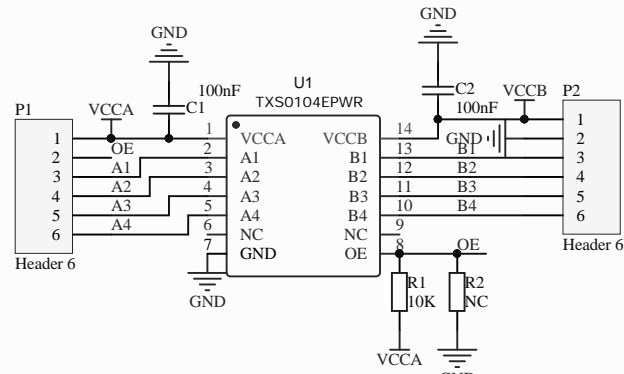 GND
GND
C1
100nF
U1
TXS0104EPWR
C2
100nF
VCCB
P2
P1
VCCA
1
2
3
4
5
6
Header 6
OE
A1
A2
A3
A4
1
2
3
4
5
6
7
VCCA
A1
A2
A3
A4
NC
GND
VCCB
B1
B2
B3
B4
NC
OE
14
13
12
11
10
9
8
GND
B1
B2
B3
B4
1
2
3
4
5
6
Header 6
OE
GND
R1
10K
R2
NC
VCCA
GND